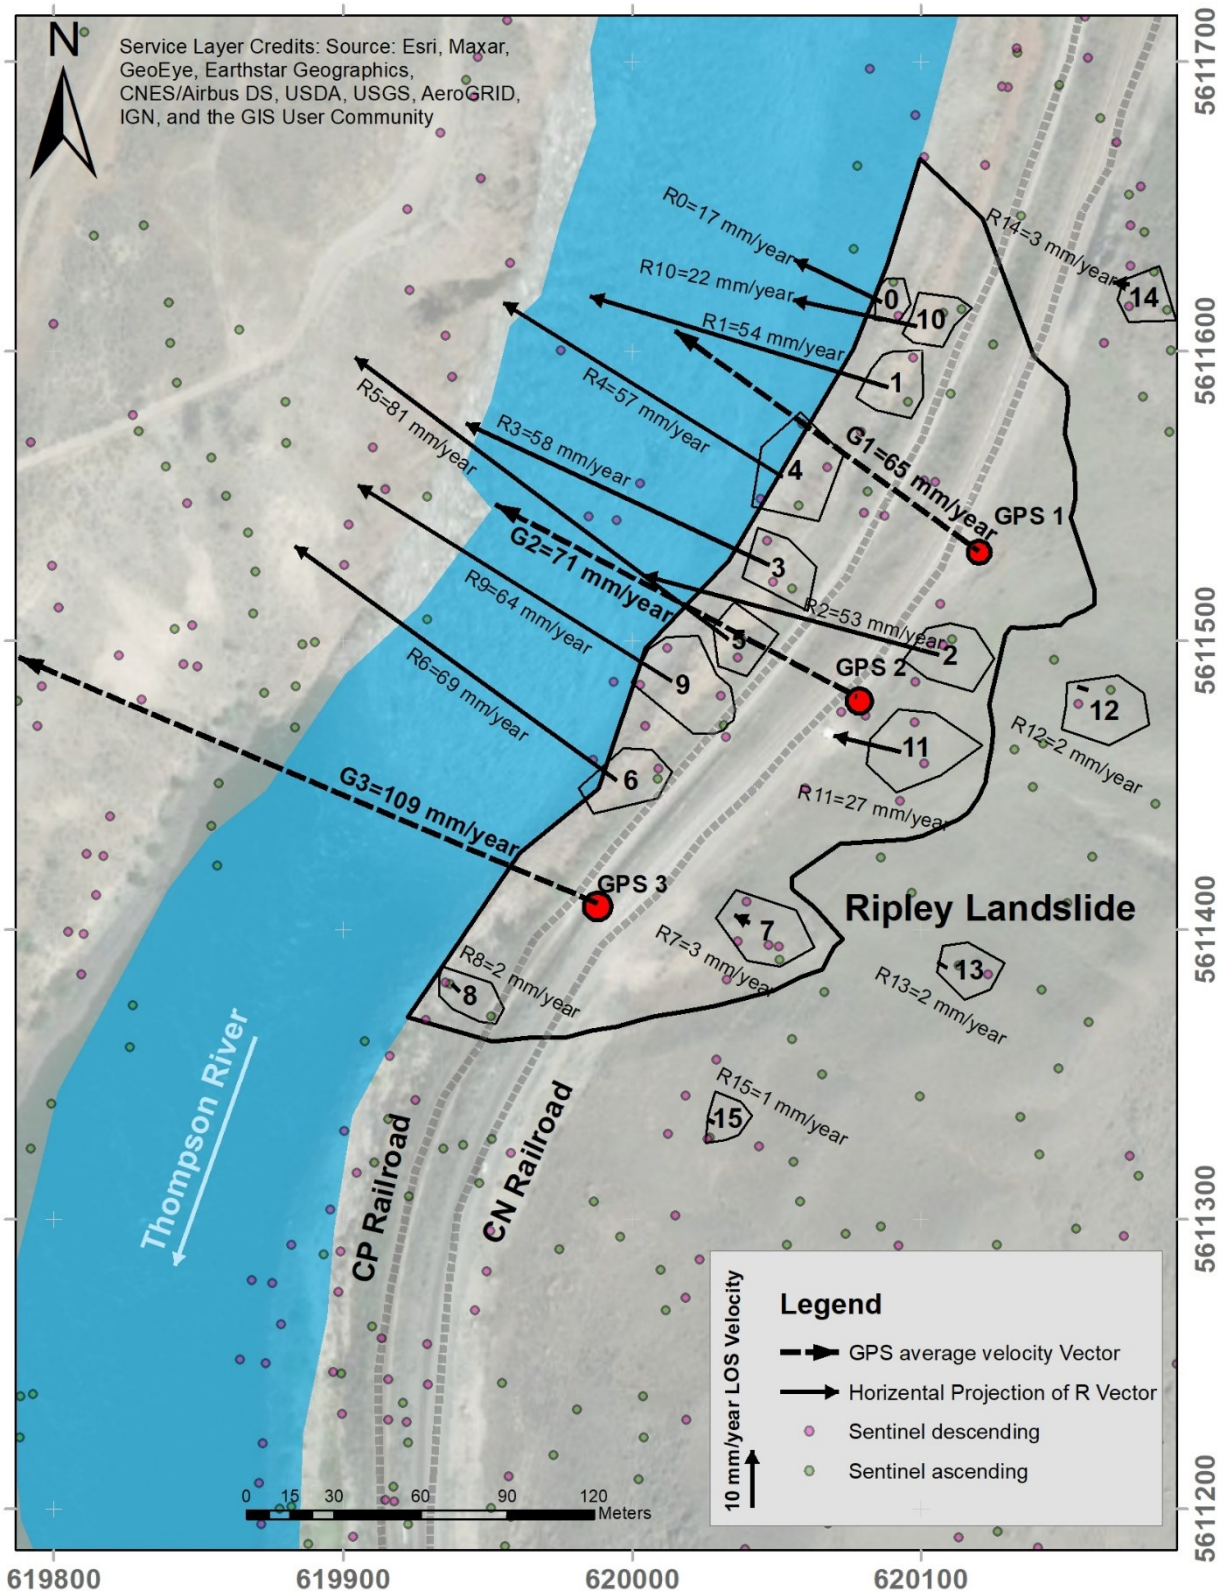 N
Service Layer Credits: Source: Esri, Maxar,
GeoEye, Earthstar Geographics,
CNES/Airbus DS, USDA, USGS, AeroGRID,
IGN, and the GIS User Community
5611700
R0=17 mm/year
R14=3 mm/year
R10=22 mm/year
0
10
14
R1=54 mm/year
5611600
1
R4=57 mm/year
R5=81 mm/year
R3=58 mm/year
4
G1=65 mm/year
GPS 1
G2=71 mm/year
3
R9=64 mm/year
R2=53 mm/year
5611500
5
2
GPS 2
R6=69 mm/year
9
12
R12=2 mm/year
11
6
R11=27 mm/year
G3=109 mm/year
GPS 3
Ripley Landslide
5611400
7
R7=3 mm/year
R8=2 mm/year
8
13
R13=2 mm/year
Thompson River
R15=1 mm/year
15
CP Railroad
CN Railroad
5611300
Legend
GPS average velocity Vector
Horizental Projection of R Vector
Sentinel descending
Sentinel ascending
10 mm/year LOS Velocity
0 15 30 60 90 120
Meters
5611200
619800 619900 620000 620100